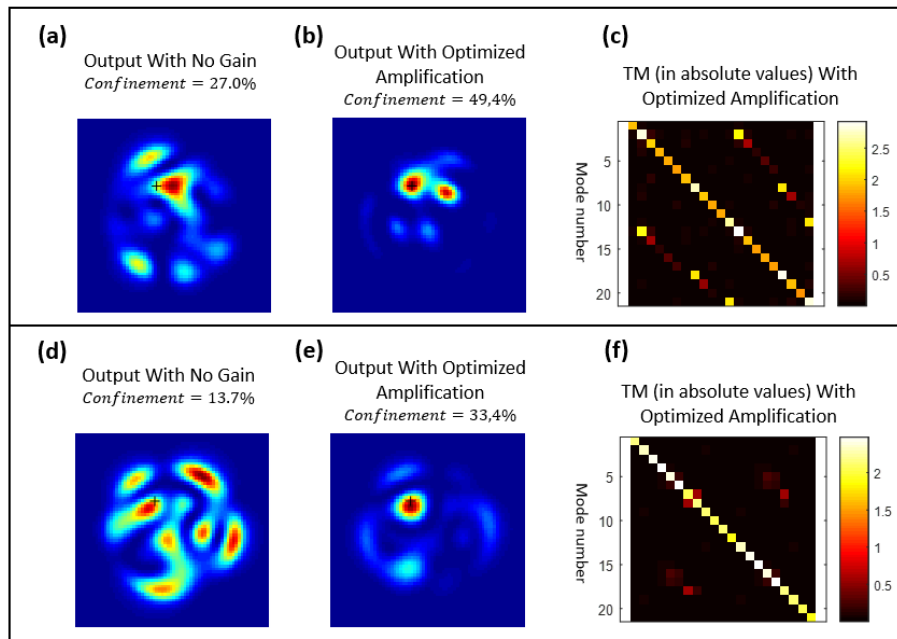 (a)
Output With No Gain
Confinement = 27.0%
(b)
Output With Optimized
Amplification
Confinement = 49,4%
(c)
TM (in absolute values) With
Optimized Amplification
Mode number
5
10
15
20
2.5
2
1.5
1
0.5
(d)
Output With No Gain
Confinement = 13.7%
(e)
Output With Optimized
Amplification
Confinement = 33,4%
(f)
TM (in absolute values) With
Optimized Amplification
Mode number
5
10
15
20
2
1.5
1
0.5